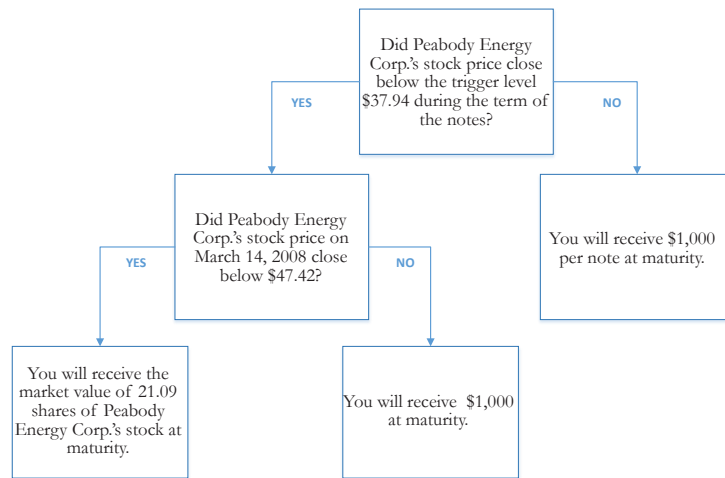 Did Peabody Energy
Corp.'s stock price close
below the trigger level
$37.94 during the term of
the notes?
YES
NO
Did Peabody Energy
Corp.'s stock price on
March 14, 2008 close
below $47.42?
You will receive $1,000
per note at maturity.
YES
NO
You will receive the
market value of 21.09
shares of Peabody
Energy Corp.'s stock at
maturity.
You will receive $1,000
at maturity.